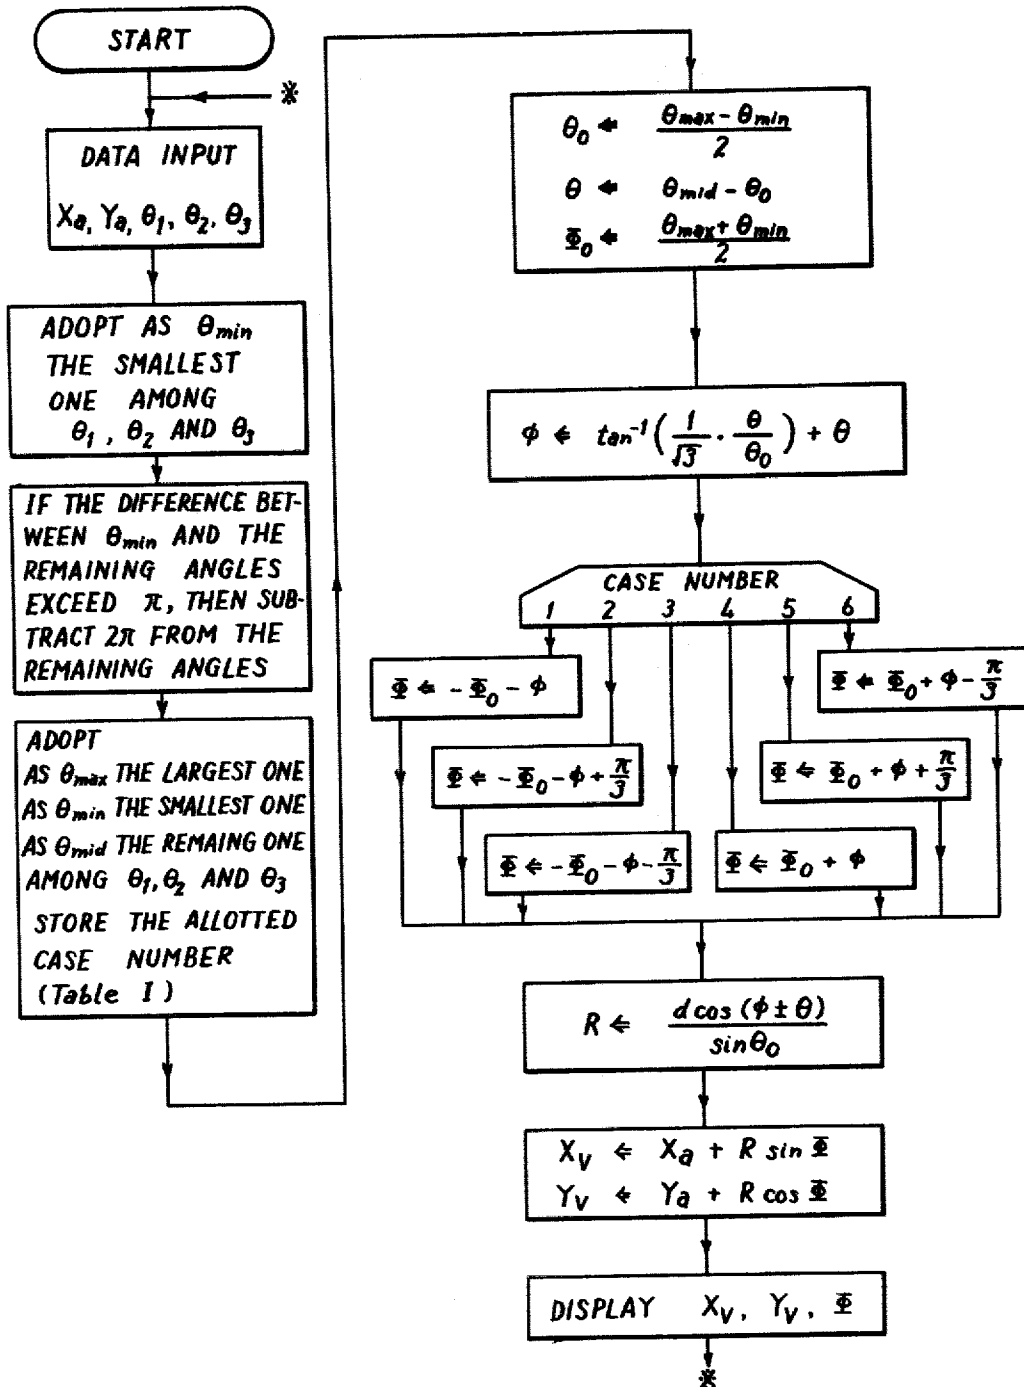 START
※
DATA INPUT
Xa, Ya, θ1, θ2, θ3
ADOPT AS θmin
THE SMALLEST
ONE AMONG
θ1, θ2 AND θ3
IF THE DIFFERENCE BET-
WEEN θmin AND THE
REMAINING ANGLES
EXCEED π, THEN SUB-
TRACT 2π FROM THE
REMAINING ANGLES
ADOPT
AS θmax THE LARGEST ONE
AS θmin THE SMALLEST ONE
AS θmid THE REMAING ONE
AMONG θ1, θ2 AND θ3
STORE THE ALLOTTED
CASE NUMBER
(Table I)
θ0 ⇐ (θmax - θmin)/2
θ ⇐ θmid - θ0
Φ0 ⇐ (θmax + θmin)/2
φ ⇐ tan⁻¹(1/√3 · θ/θ0) + θ
CASE NUMBER
1 2 3 4 5 6
Φ ⇐ -Φ0 - φ
Φ ⇐ Φ0 + φ - π/3
Φ ⇐ -Φ0 - φ + π/3
Φ ⇐ Φ0 + φ + π/3
Φ ⇐ -Φ0 - φ - π/3
Φ ⇐ Φ0 + φ
R ⇐ d cos (φ ± θ)/sin θ0
Xv ⇐ Xa + R sin Φ
Yv ⇐ Ya + R cos Φ
DISPLAY Xv, Yv, Φ
※